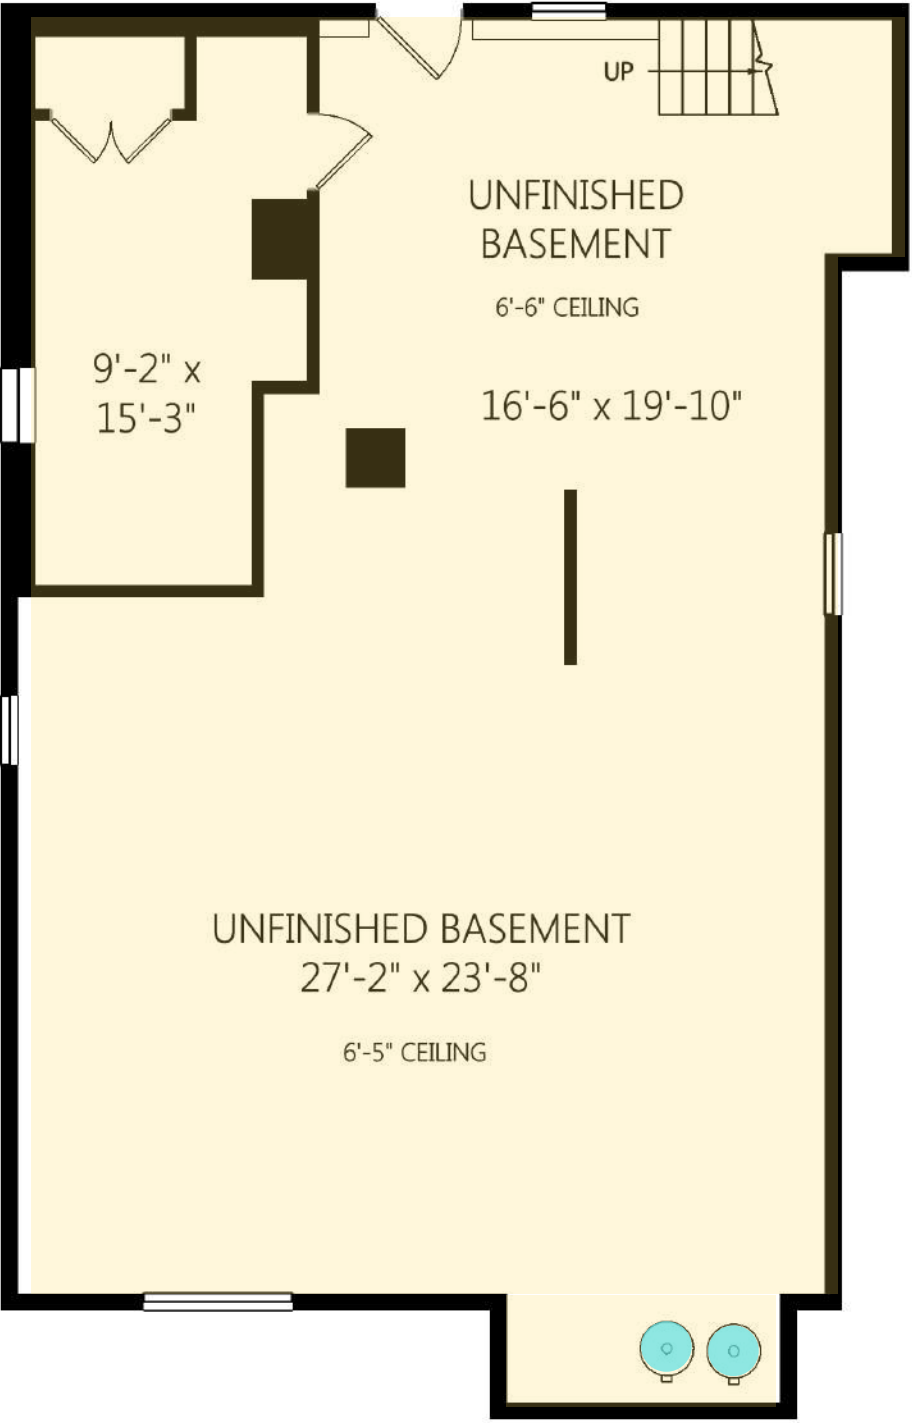 UP
UNFINISHED
BASEMENT
6'-6" CEILING
9'-2" x
15'-3"
16'-6" x 19'-10"
UNFINISHED BASEMENT
27'-2" x 23'-8"
6'-5" CEILING